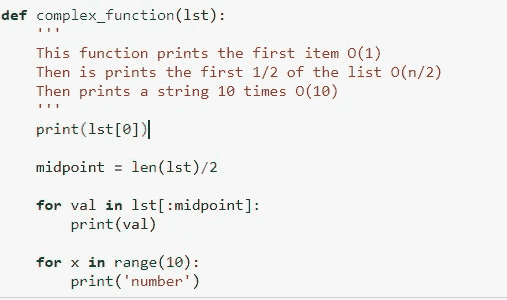 def complex_function(lst):
    '''
    This function prints the first item O(1)
    Then is prints the first 1/2 of the list O(n/2)
    Then prints a string 10 times O(10)
    '''
    print(lst[0])

    midpoint = len(lst)/2

    for val in lst[:midpoint]:
        print(val)

    for x in range(10):
        print('number')